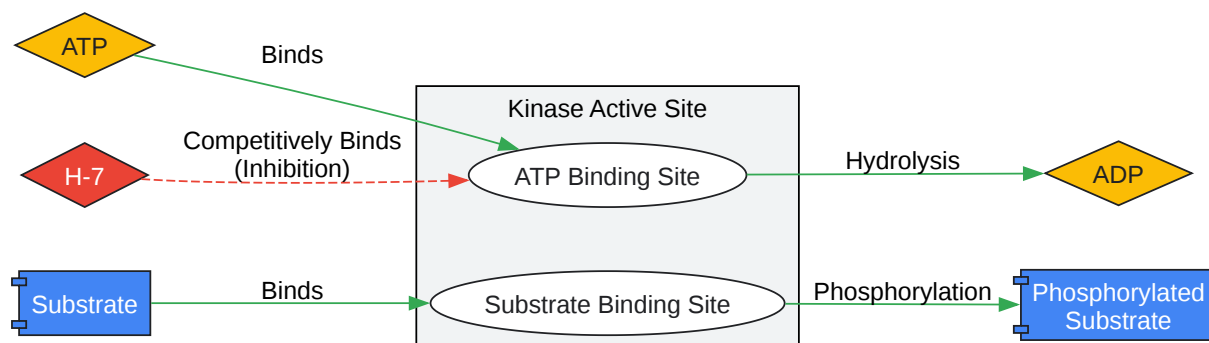 ATP
Binds
Kinase Active Site
Competitively Binds
(Inhibition)
H-7
ATP Binding Site
Hydrolysis
ADP
Substrate
Binds
Substrate Binding Site
Phosphorylation
Phosphorylated
Substrate